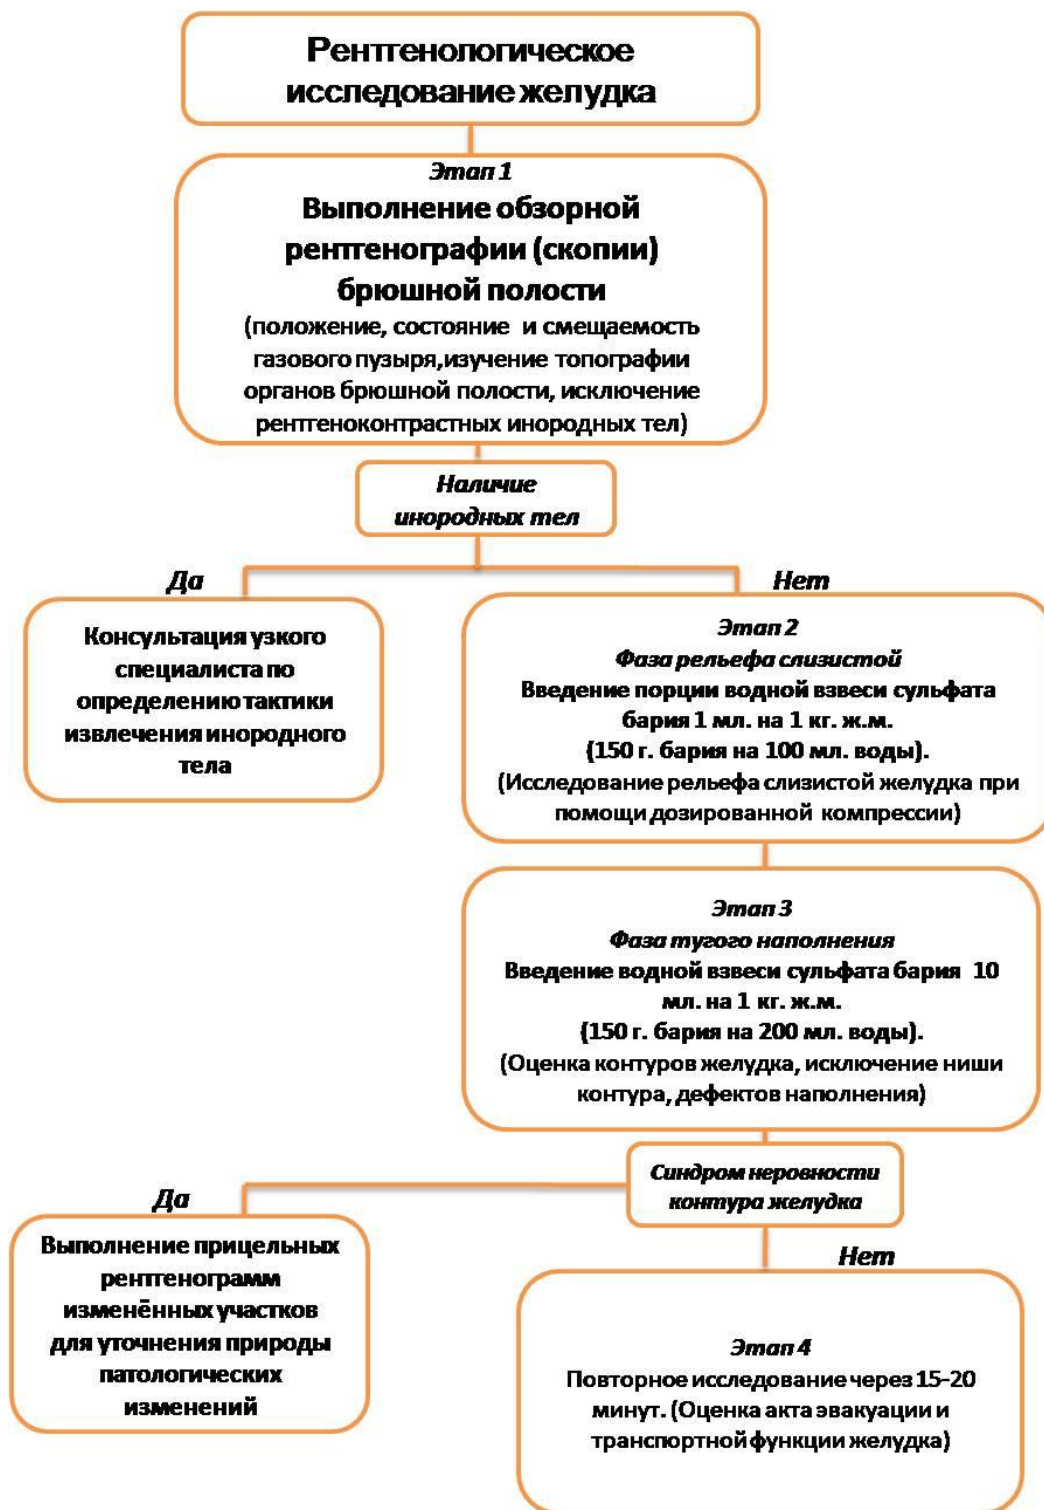 Рентгенологическое
исследование желудка
Этап 1
Выполнение обзорной
рентгенографии (скопии)
брюшной полости
(положение, состояние и смещаемость
газового пузыря,изучение топографии
органов брюшной полости, исключение
рентгеноконтрастных инородных тел)
Наличие
инородных тел
Да
Нет
Консультация узкого
специалиста по
определению тактики
извлечения инородного
тела
Этап 2
Фаза рельефа слизистой
Введение порции водной взвеси сульфата
бария 1 мл. на 1 кг. ж.м.
(150 г. бария на 100 мл. воды).
(Исследование рельефа слизистой желудка при
помощи дозированной компрессии)
Этап 3
Фаза тугого наполнения
Введение водной взвеси сульфата бария 10
мл. на 1 кг. ж.м.
(150 г. бария на 200 мл. воды).
(Оценка контуров желудка, исключение ниши
контура, дефектов наполнения)
Синдром неровности
контура желудка
Да
Нет
Выполнение прицельных
рентгенограмм
изменённых участков
для уточнения природы
патологических
изменений
Этап 4
Повторное исследование через 15-20
минут. (Оценка акта эвакуации и
транспортной функции желудка)